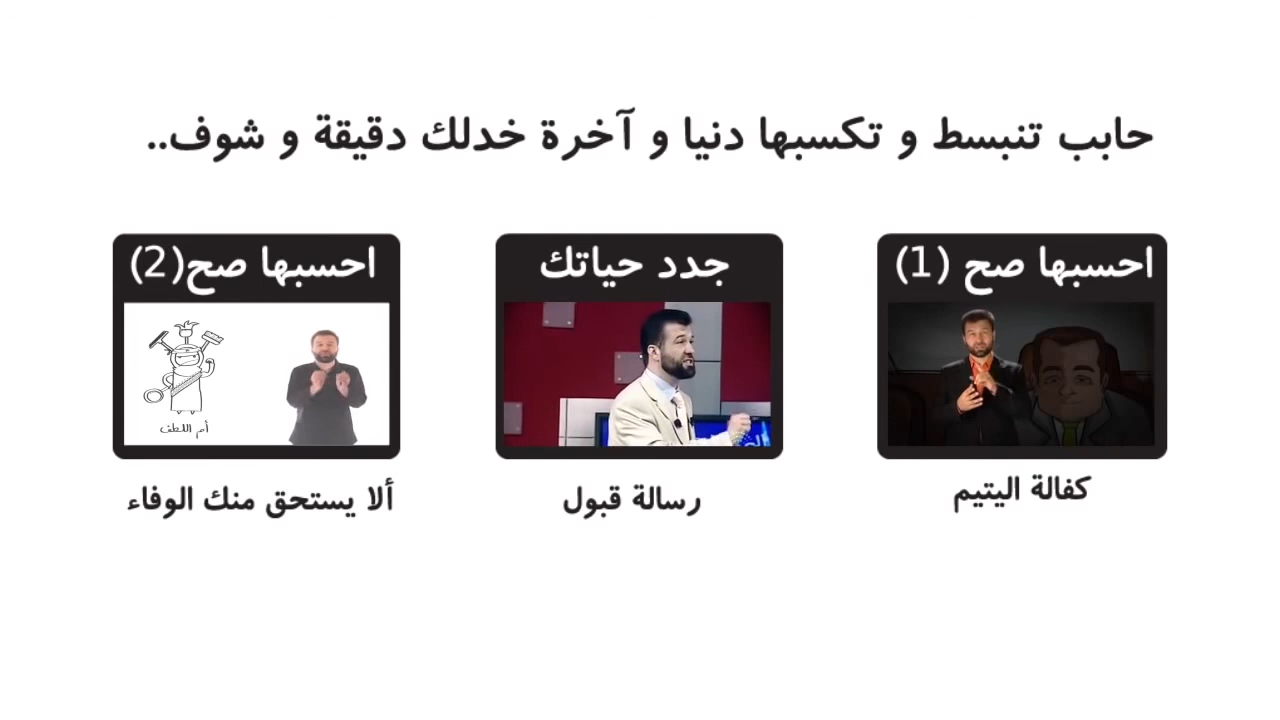 حابب تنبسط و تكسبها دنيا و آخرة خدلك دقيقة و شوف..
احسبها صح (1)
كفالة اليتيم
جدد حياتك
رسالة قبول
احسبها صح(2)
أم اللطف
ألا يستحق منك الوفاء